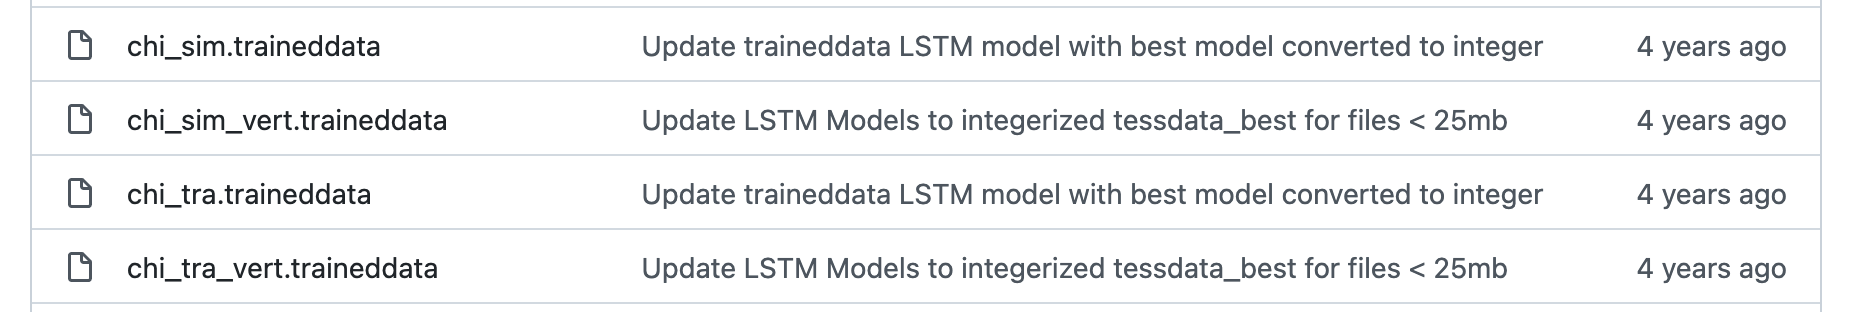 chi_sim.traineddata Update traineddata LSTM model with best model converted to integer 4 years ago
chi_sim_vert.traineddata Update LSTM Models to integerized tessdata_best for files < 25mb 4 years ago
chi_tra.traineddata Update traineddata LSTM model with best model converted to integer 4 years ago
chi_tra_vert.traineddata Update LSTM Models to integerized tessdata_best for files < 25mb 4 years ago